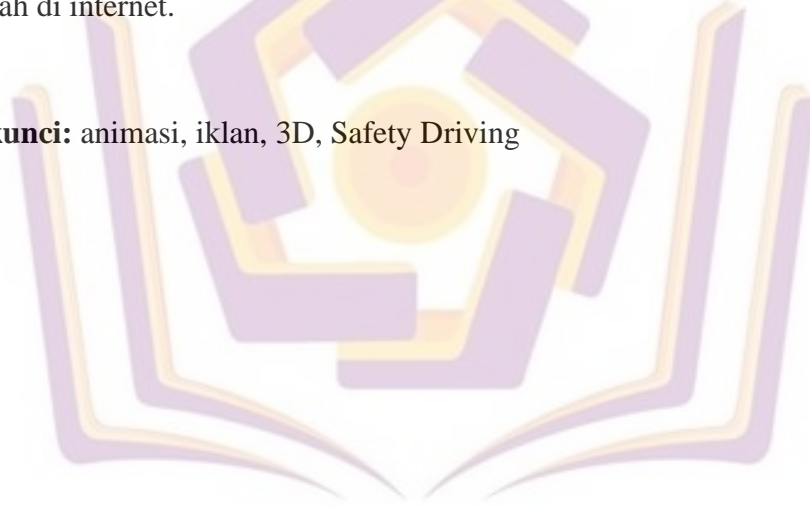 ah di internet.
kunci: animasi, iklan, 3D, Safety Driving